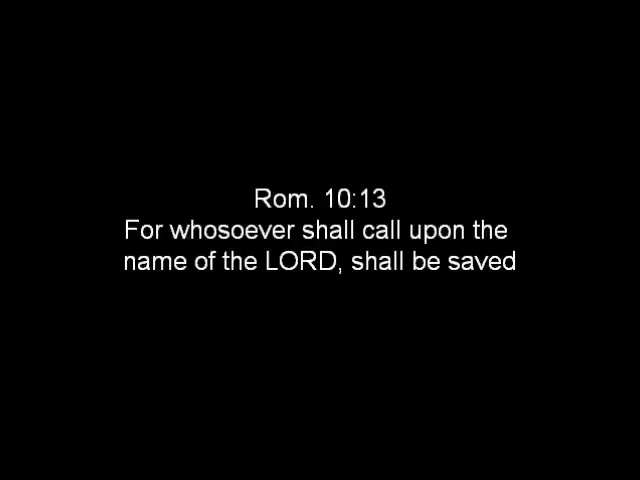 Rom. 10:13
For whosoever shall call upon the
name of the LORD, shall be saved